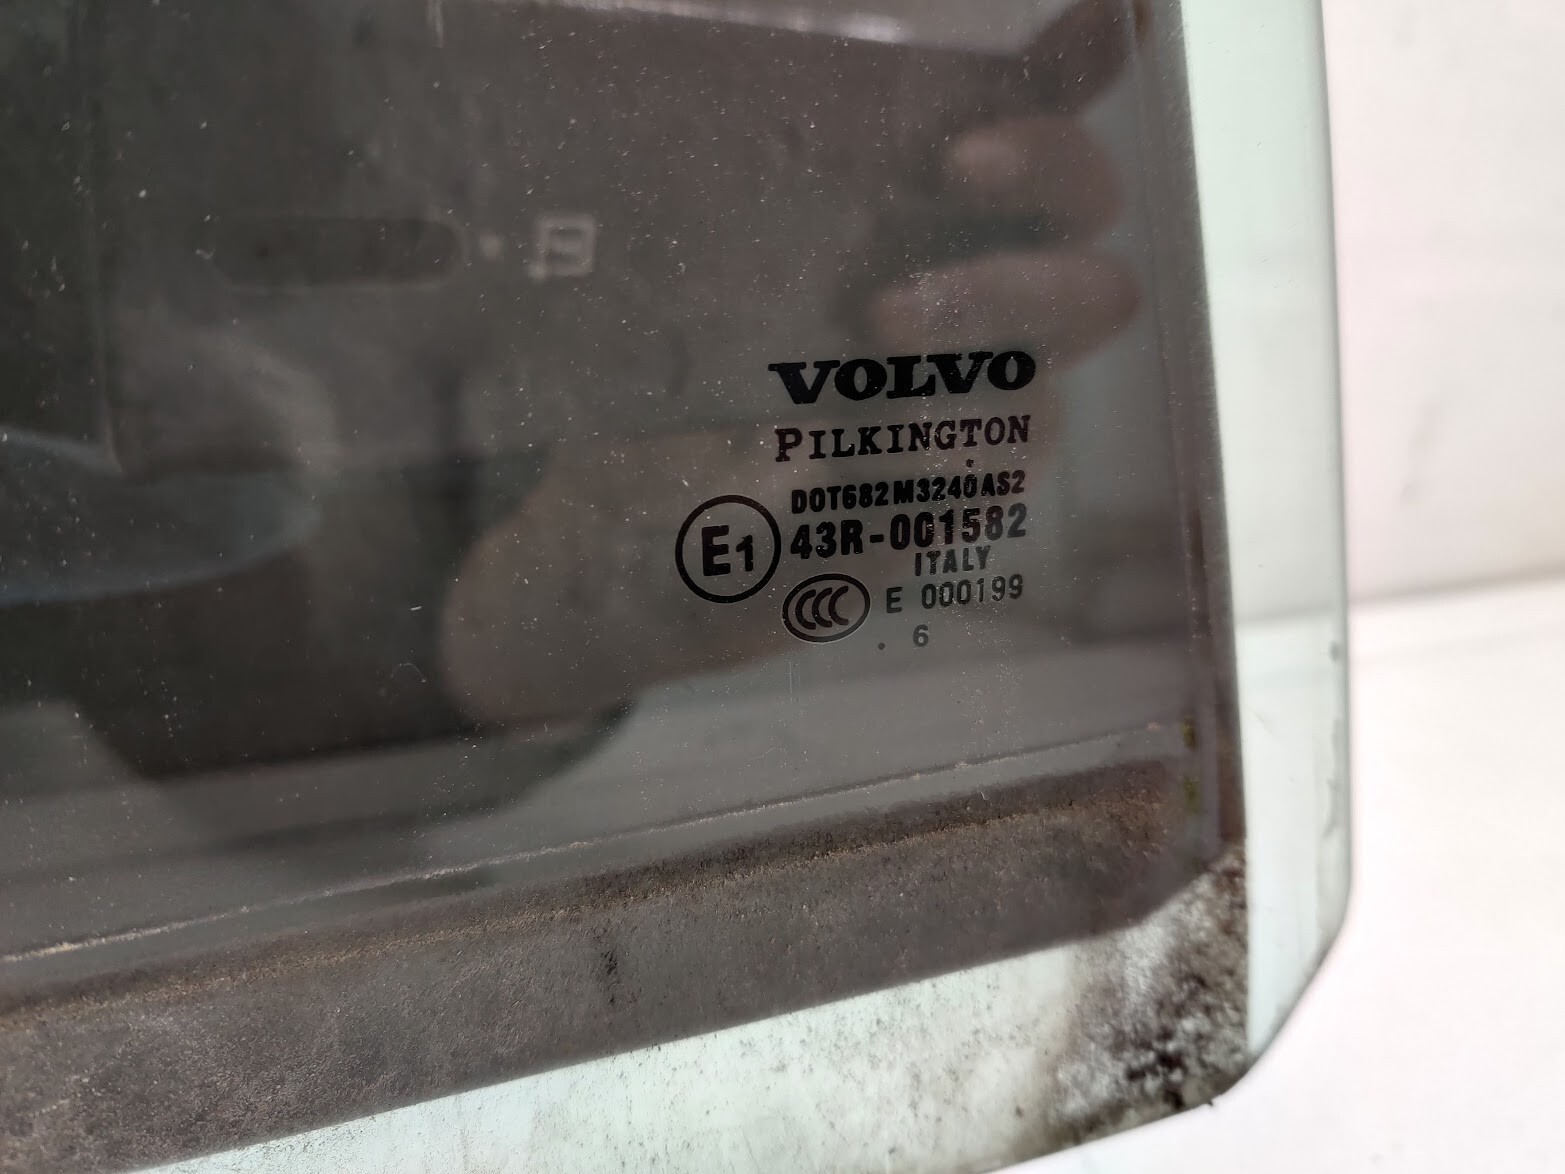 VOLVO
PILKINGTON
DOT682M3240AS2
E1 43R-001582
ITALY
CCC E 000199
. 6